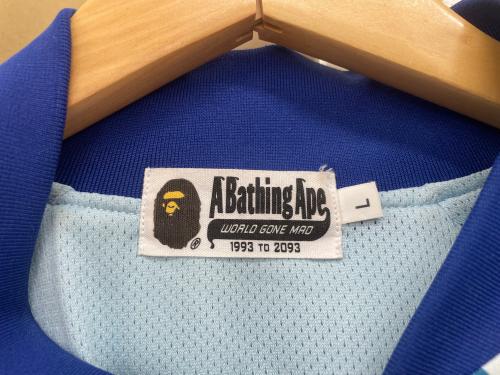 A Bathing Ape
WORLD GONE MAD
1993 TO 2093
®
L